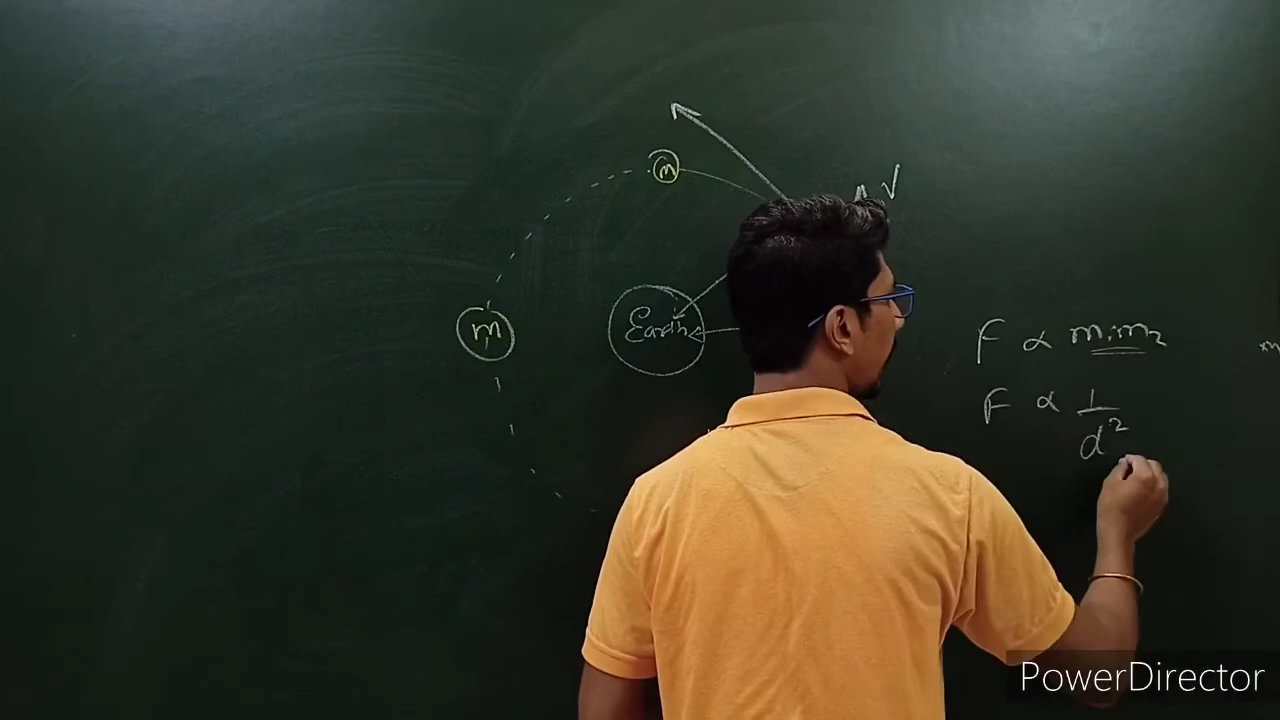 m
V
Earth
m
F ∝ m₁m₂
F ∝ 1/d²
m
PowerDirector